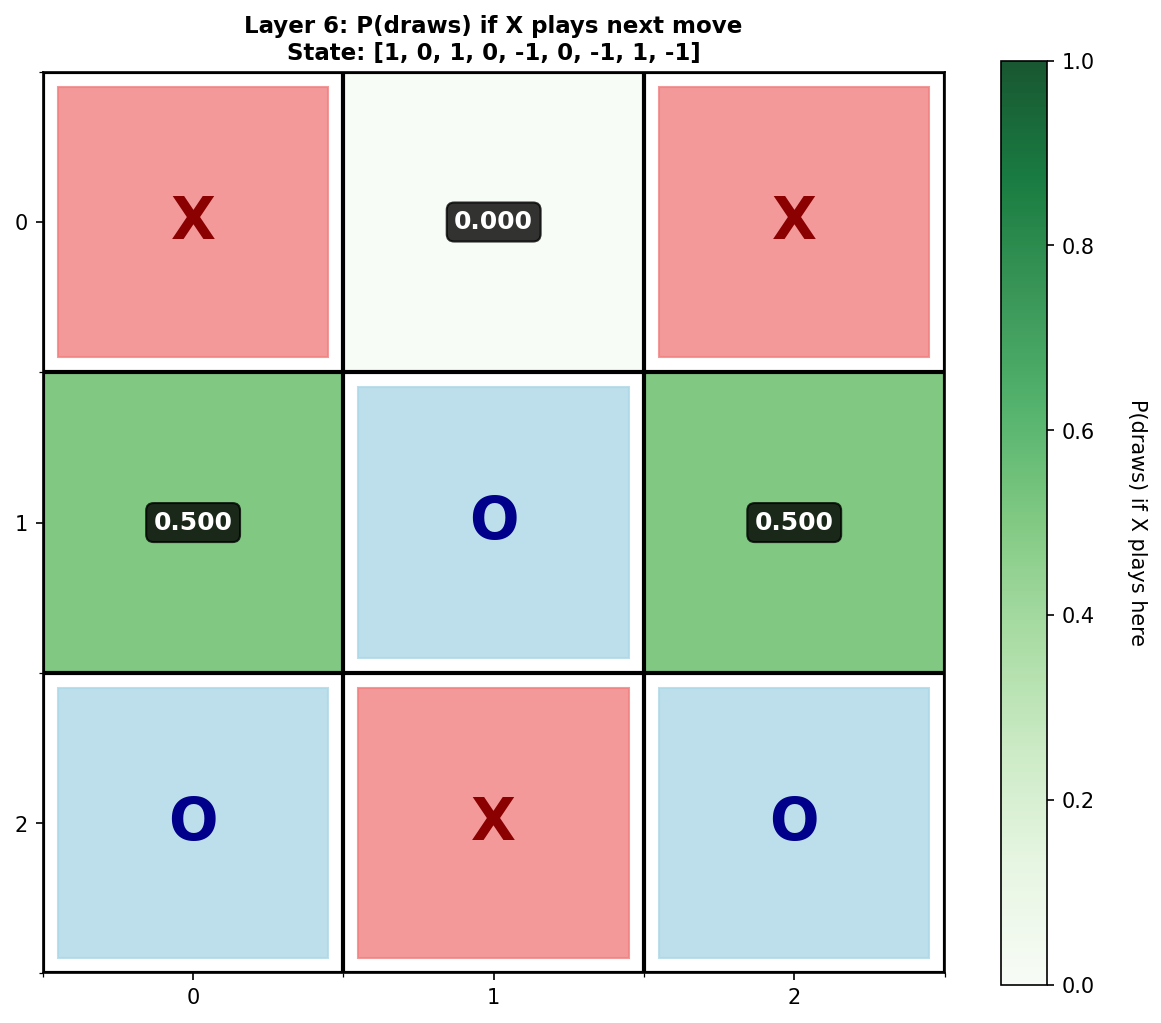 Layer 6: P(draws) if X plays next move
State: [1, 0, 1, 0, -1, 0, -1, 1, -1]
0
X
0.000
X
1
0.500
O
0.500
2
O
X
O
0
1
2
1.0
0.8
0.6
0.4
0.2
0.0
P(draws) if X plays here